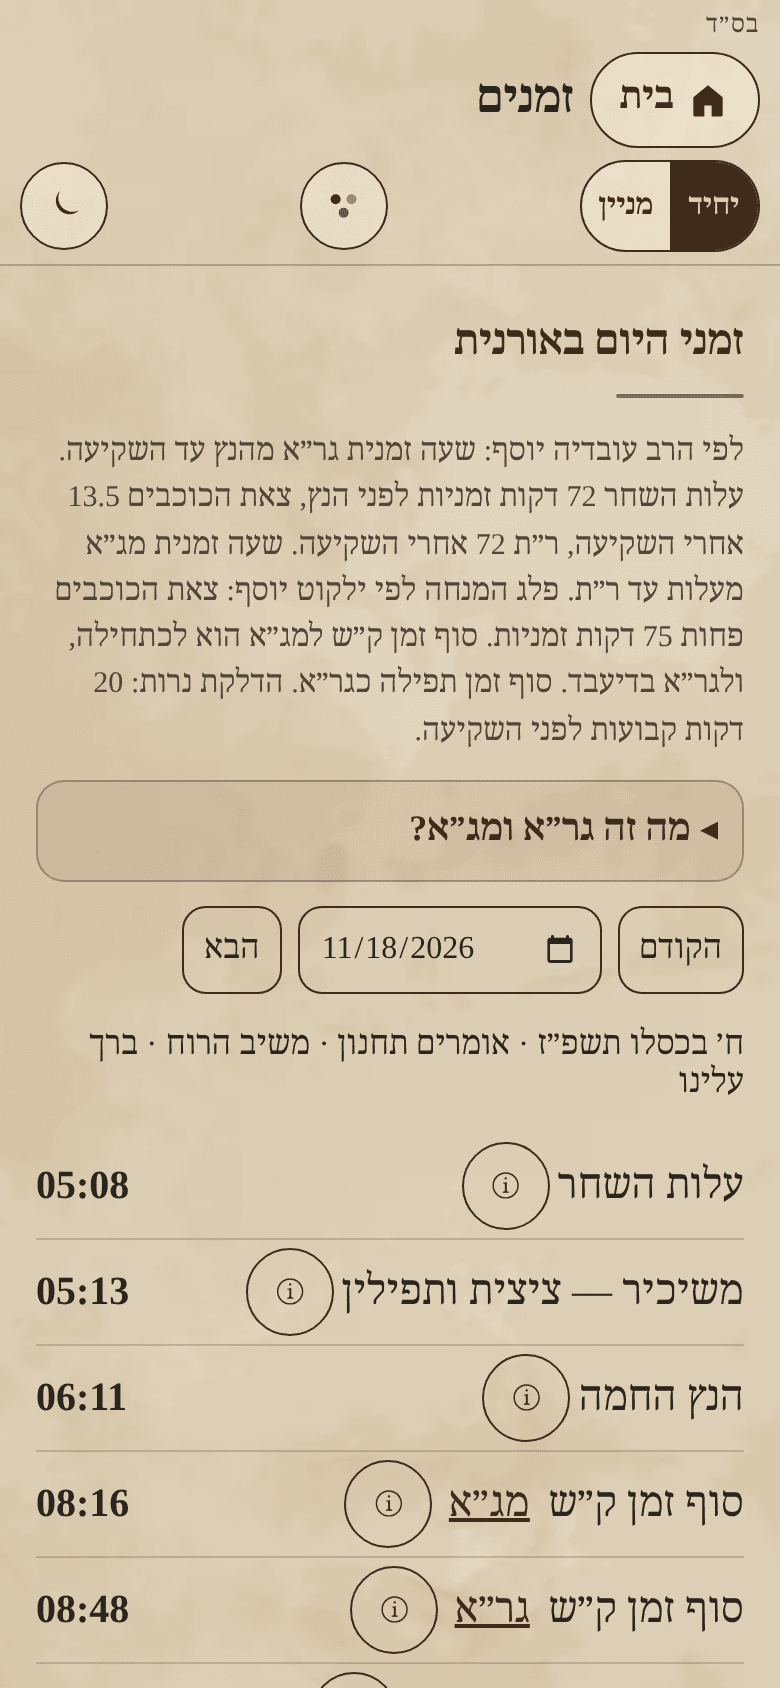 בס״ד
בית
זמנים
יחיד
מניין
זמני היום באורנית
לפי הרב עובדיה יוסף: שעה זמנית גר״א מהנץ עד השקיעה.
עלות השחר 72 דקות זמניות לפני הנץ, צאת הכוכבים 13.5
אחרי השקיעה, ר״ת 72 אחרי השקיעה. שעה זמנית מג״א
מעלות עד ר״ת. פלג המנחה לפי ילקוט יוסף: צאת הכוכבים
פחות 75 דקות זמניות. סוף זמן ק״ש למג״א הוא לכתחילה,
ולגר״א בדיעבד. סוף זמן תפילה כגר״א. הדלקת נרות: 20
דקות קבועות לפני השקיעה.
מה זה גר״א ומג״א?
הקודם
11/18/2026
הבא
ח׳ בכסלו תשפ״ז · אומרים תחנון · משיב הרוח · ברך
עלינו
עלות השחר 05:08
משיכיר — ציצית ותפילין 05:13
הנץ החמה 06:11
סוף זמן ק״ש מג״א 08:16
סוף זמן ק״ש גר״א 08:48